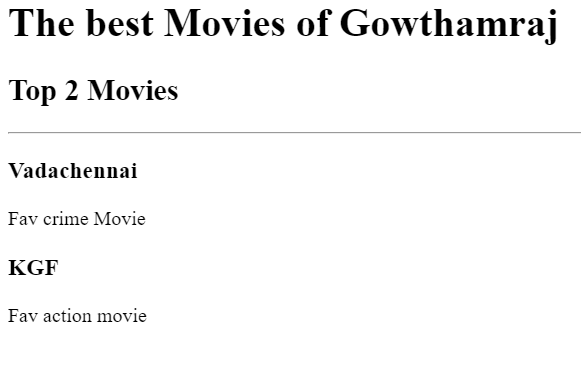 The best Movies of Gowthamraj
Top 2 Movies
Vadachennai
Fav crime Movie
KGF
Fav action movie